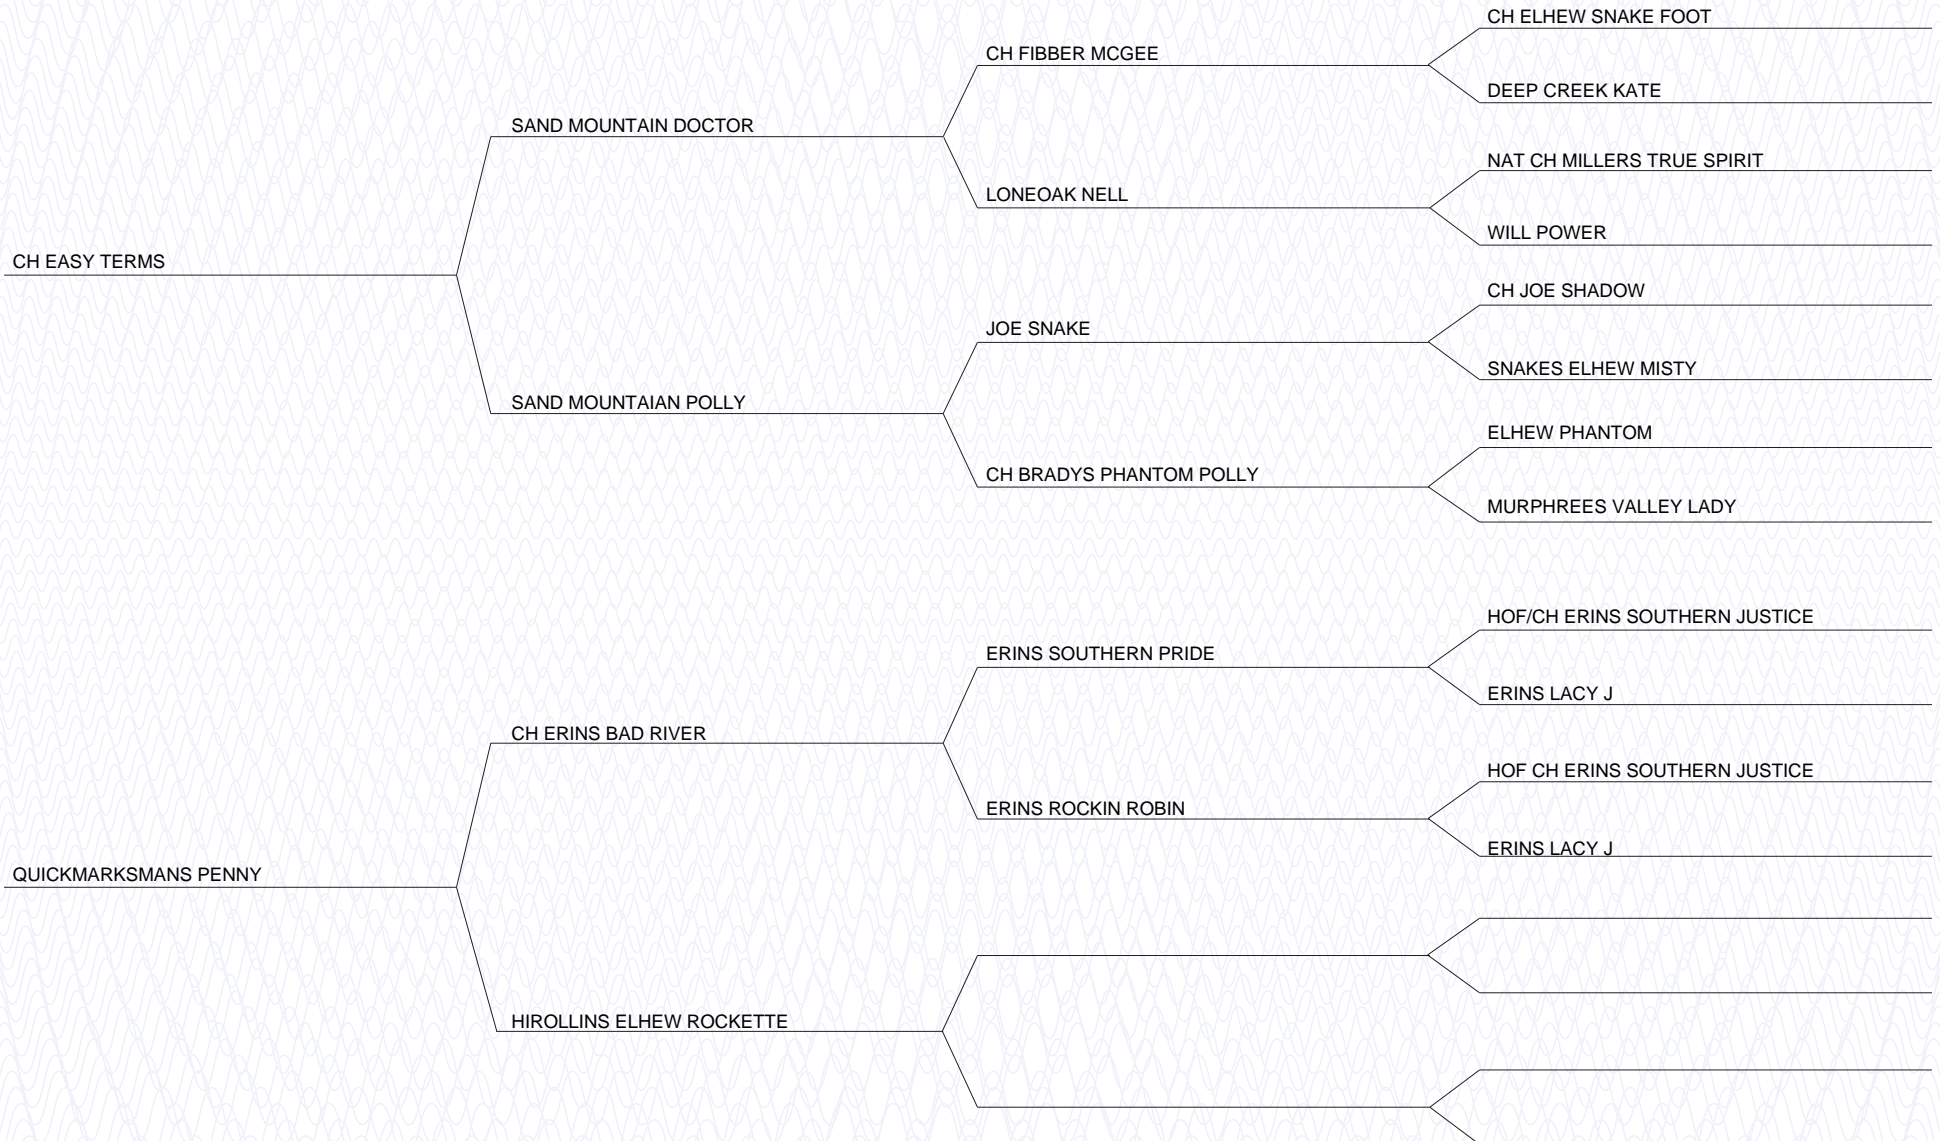 CH ELHEW SNAKE FOOT
CH FIBBER MCGEE
DEEP CREEK KATE
SAND MOUNTAIN DOCTOR
NAT CH MILLERS TRUE SPIRIT
LONEOAK NELL
WILL POWER
CH EASY TERMS
CH JOE SHADOW
JOE SNAKE
SNAKES ELHEW MISTY
SAND MOUNTAIAN POLLY
ELHEW PHANTOM
CH BRADYS PHANTOM POLLY
MURPHREES VALLEY LADY
HOF/CH ERINS SOUTHERN JUSTICE
ERINS SOUTHERN PRIDE
ERINS LACY J
CH ERINS BAD RIVER
HOF CH ERINS SOUTHERN JUSTICE
ERINS ROCKIN ROBIN
ERINS LACY J
QUICKMARKSMANS PENNY
HIROLLINS ELHEW ROCKETTE